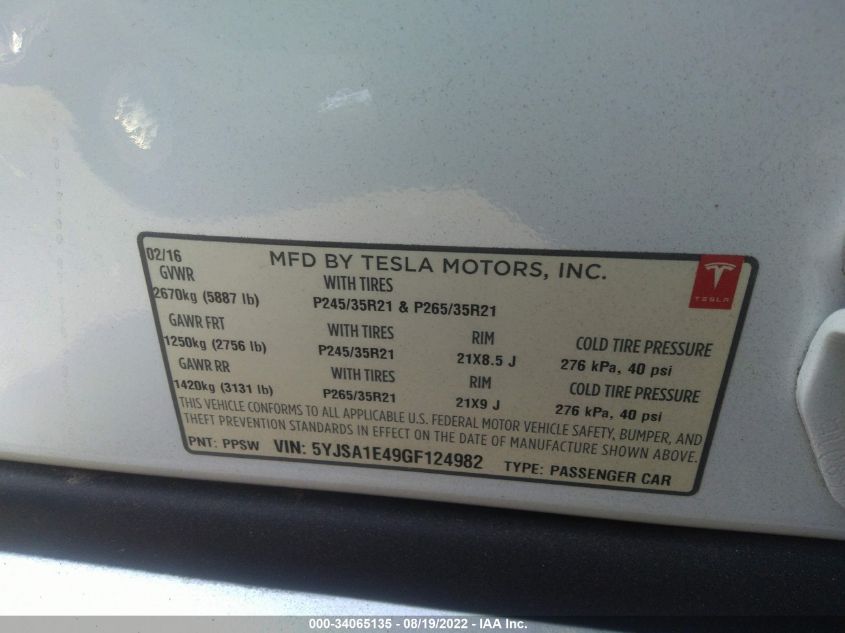 02/16 MFD BY TESLA MOTORS, INC.
TESLA
GVWR WITH TIRES
2670kg (5887 lb) P245/35R21 & P265/35R21
GAWR FRT WITH TIRES RIM COLD TIRE PRESSURE
1250kg (2756 lb) P245/35R21 21X8.5 J 276 kPa, 40 psi
GAWR RR WITH TIRES RIM COLD TIRE PRESSURE
1420kg (3131 lb) P265/35R21 21X9 J 276 kPa, 40 psi
THIS VEHICLE CONFORMS TO ALL APPLICABLE U.S. FEDERAL MOTOR VEHICLE SAFETY, BUMPER, AND
THEFT PREVENTION STANDARDS IN EFFECT ON THE DATE OF MANUFACTURE SHOWN ABOVE.
PNT: PPSW VIN: 5YJSA1E49GF124982 TYPE: PASSENGER CAR
000-34065135 - 08/19/2022 - IAA Inc.